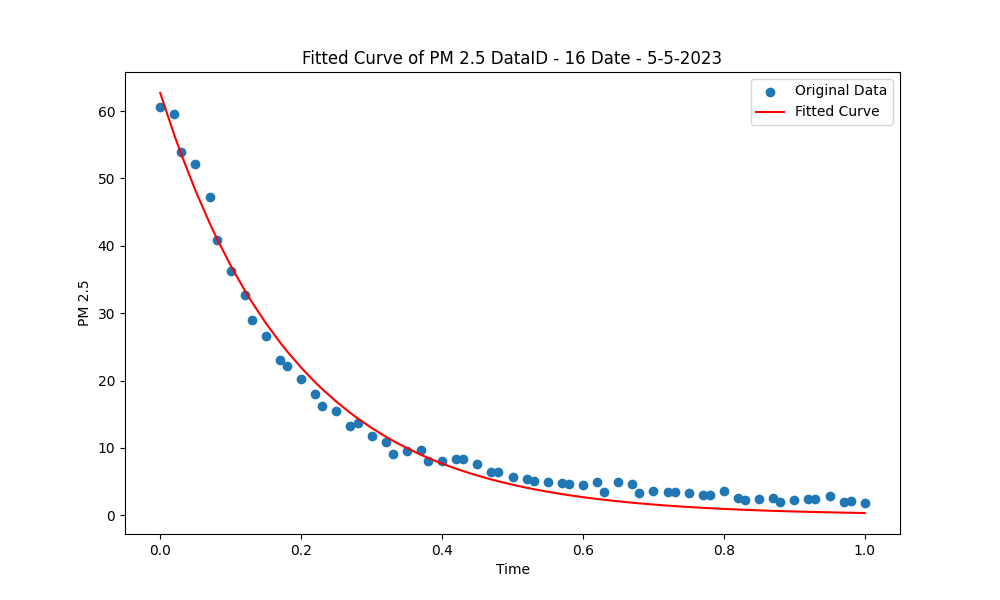 Fitted Curve of PM 2.5 DataID - 16 Date - 5-5-2023
Original Data
Fitted Curve
60
50
40
30
20
10
0
PM 2.5
0.0 0.2 0.4 0.6 0.8 1.0
Time